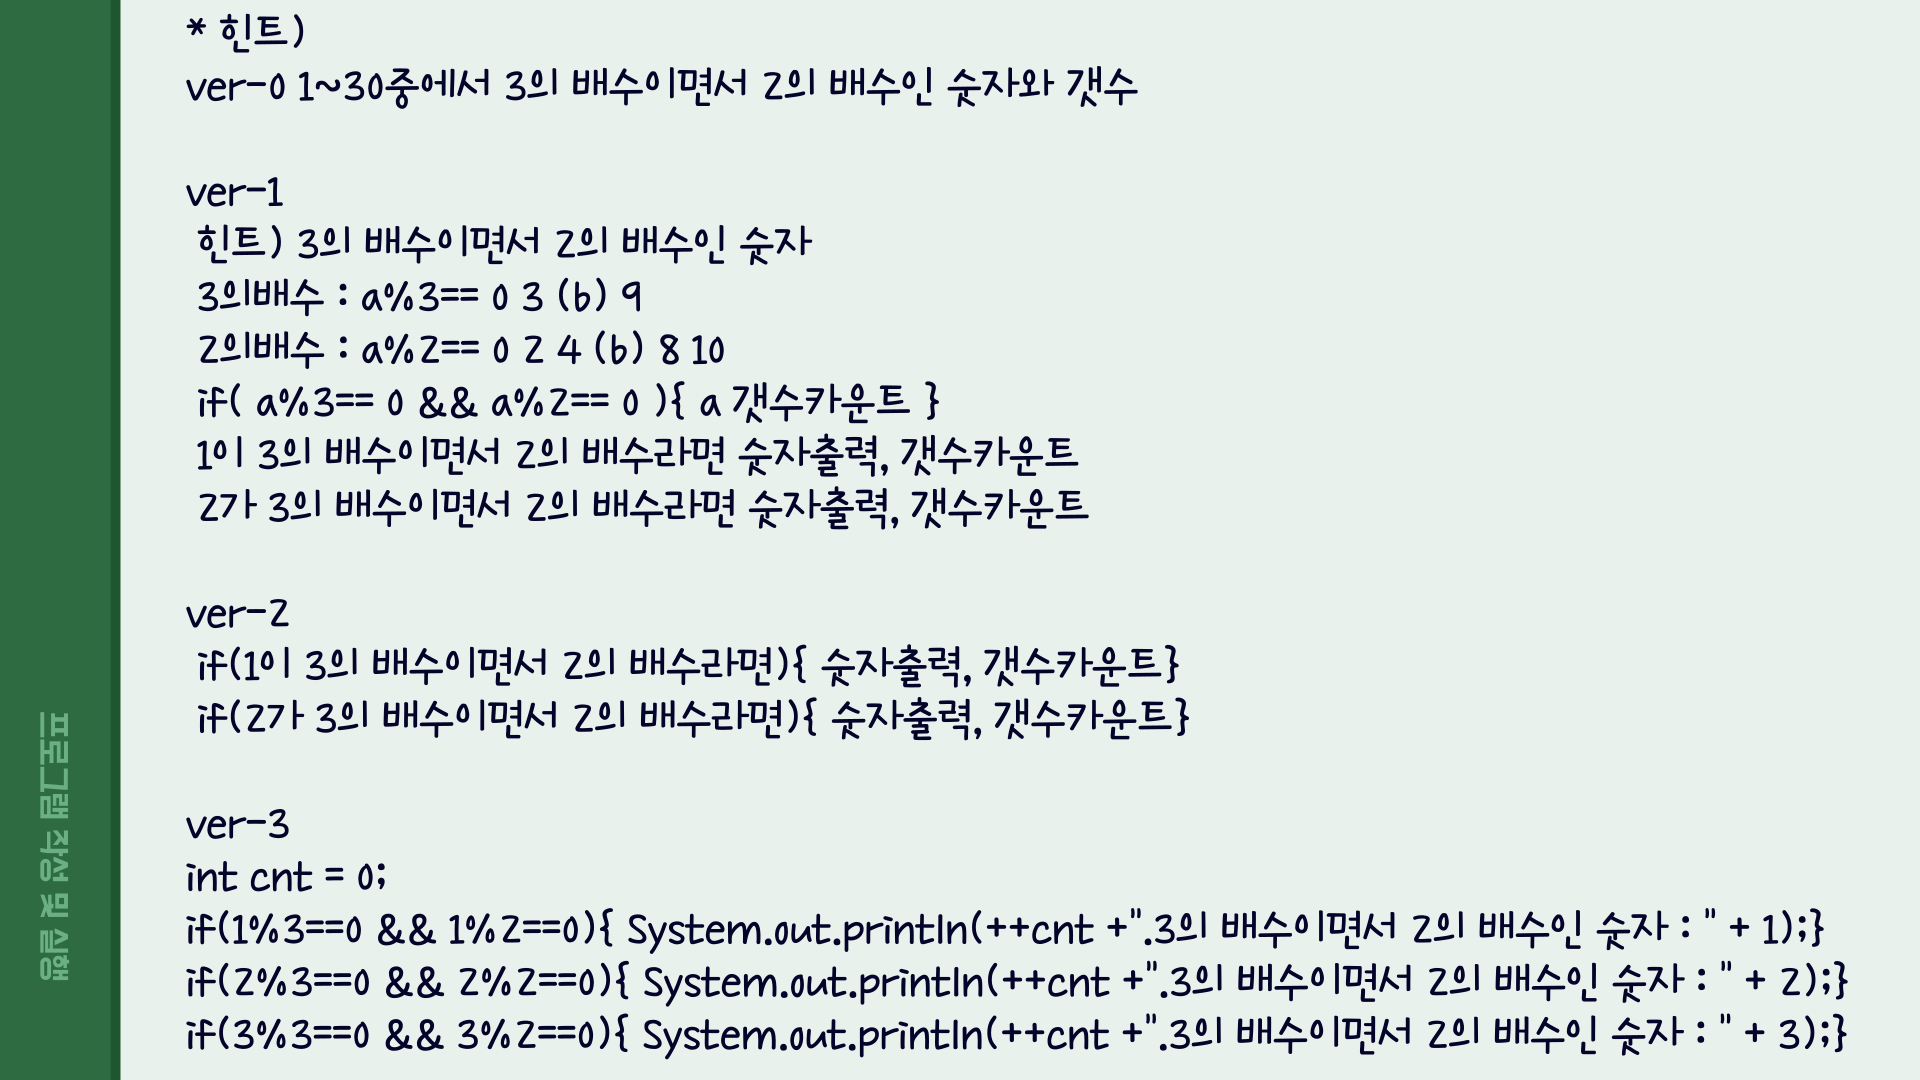 * 힌트)
ver-0 1~30중에서 3의 배수이면서 2의 배수인 숫자와 갯수
ver-1
힌트) 3의 배수이면서 2의 배수인 숫자
3의배수 : a%3== 0 3 (6) 9
2의배수 : a%2== 0 2 4 (6) 8 10
if( a%3== 0 && a%2== 0 ){ a 갯수카운트 }
1이 3의 배수이면서 2의 배수라면 숫자출력, 갯수카운트
2가 3의 배수이면서 2의 배수라면 숫자출력, 갯수카운트
ver-2
if(1이 3의 배수이면서 2의 배수라면){ 숫자출력, 갯수카운트}
if(2가 3의 배수이면서 2의 배수라면){ 숫자출력, 갯수카운트}
ver-3
int cnt = 0;
if(1%3==0 && 1%2==0){ System.out.println(++cnt +".3의 배수이면서 2의 배수인 숫자 : " + 1);}
if(2%3==0 && 2%2==0){ System.out.println(++cnt +".3의 배수이면서 2의 배수인 숫자 : " + 2);}
if(3%3==0 && 3%2==0){ System.out.println(++cnt +".3의 배수이면서 2의 배수인 숫자 : " + 3);}
프로그램 작성 및 실행